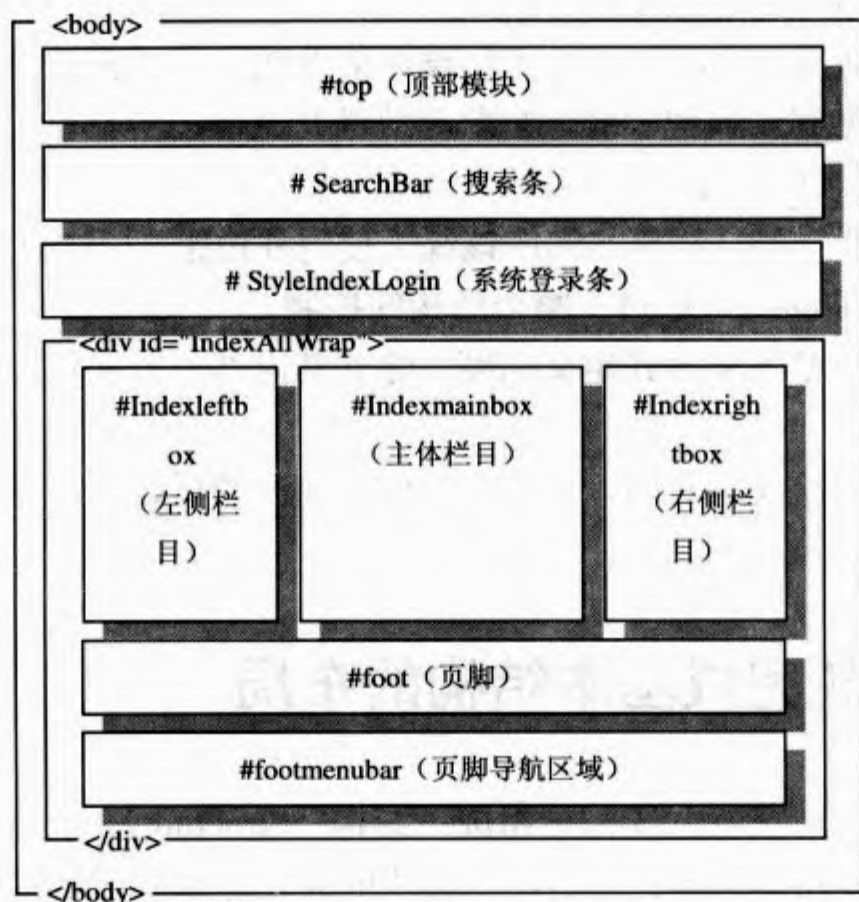 <body>
#top（顶部模块）
# SearchBar（搜索条）
# StyleIndexLogin（系统登录条）
<div id="IndexAllWrap">
#Indexleftb
ox
（左侧栏
目）
#Indexmainbox
（主体栏目）
#Indexrigh
tbox
（右侧栏
目）
#foot（页脚）
#footmenubar（页脚导航区域）
</div>
</body>